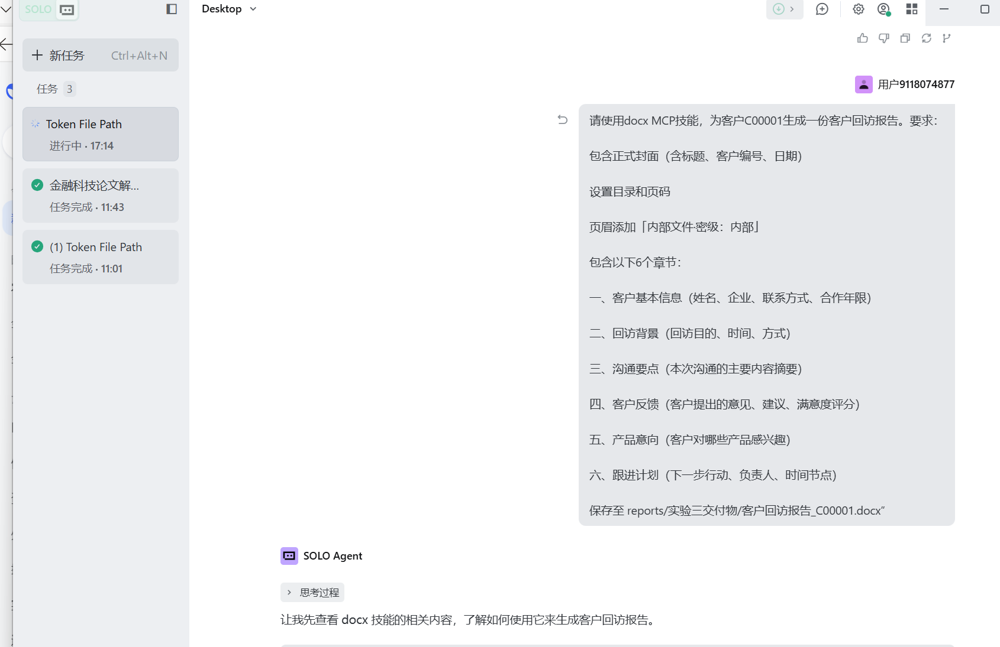 SOLO
Desktop
新任务 Ctrl+Alt+N
任务 3
Token File Path
进行中 · 17:14
金融科技论文解...
任务完成 · 11:43
(1) Token File Path
任务完成 · 11:01
用户9118074877
请使用docx MCP技能，为客户C00001生成一份客户回访报告。要求：
包含正式封面（含标题、客户编号、日期）
设置目录和页码
页眉添加「内部文件·密级：内部」
包含以下6个章节：
一、客户基本信息（姓名、企业、联系方式、合作年限）
二、回访背景（回访目的、时间、方式）
三、沟通要点（本次沟通的主要内容摘要）
四、客户反馈（客户提出的意见、建议、满意度评分）
五、产品意向（客户对哪些产品感兴趣）
六、跟进计划（下一步行动、负责人、时间节点）
保存至 reports/实验三交付物/客户回访报告_C00001.docx”
SOLO Agent
思考过程
让我先查看 docx 技能的相关内容，了解如何使用它来生成客户回访报告。